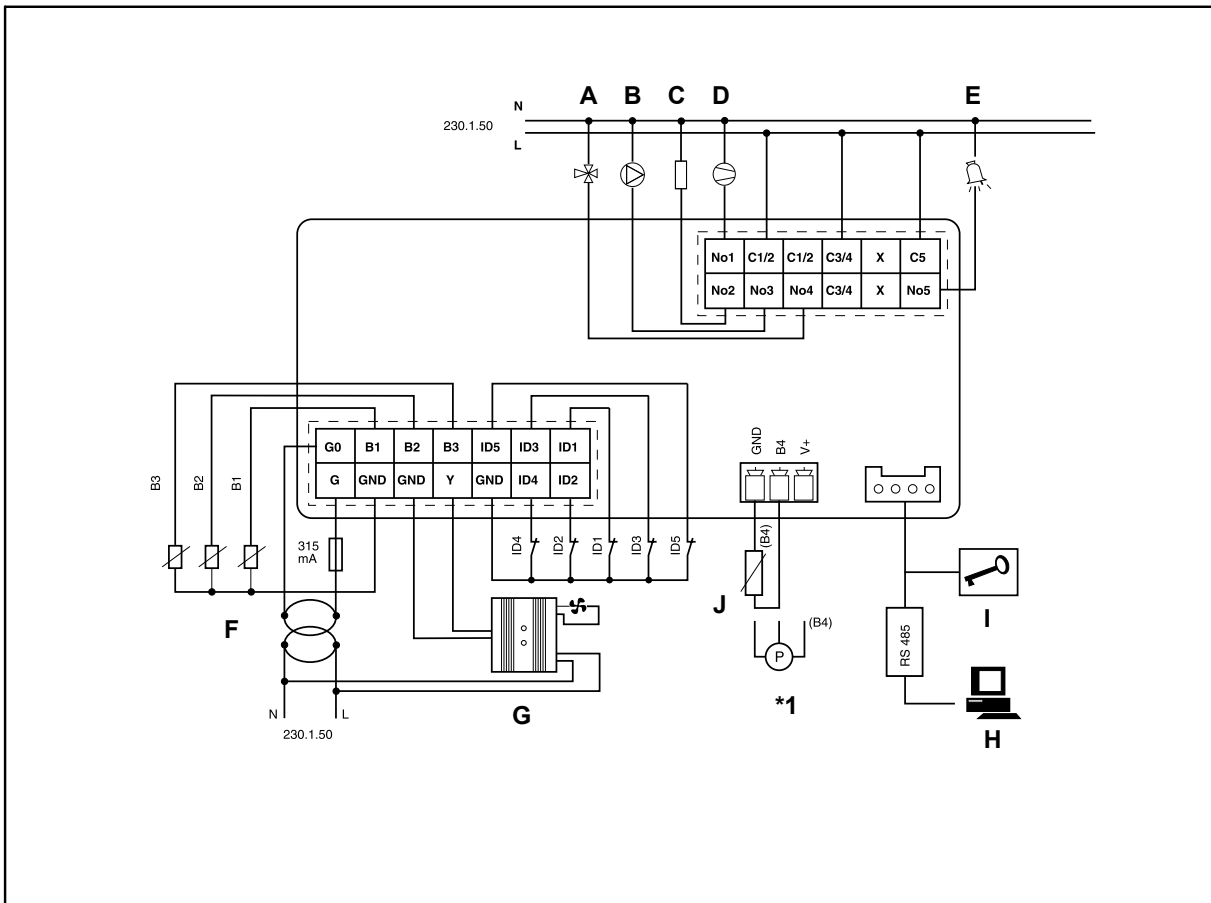 A B C D E
N
230.1.50
L
No1 C1/2 C1/2 C3/4 X C5
No2 No3 No4 C3/4 X No5
G0 B1 B2 B3 ID5 ID3 ID1
G GND GND Y GND ID4 ID2
GND B4 V+
B3 B2 B1
315
mA
ID4 ID2 ID1 ID3 ID5
(B4)
F
J
(B4)
P
RS 485
I
N L
230.1.50
G
*1
H